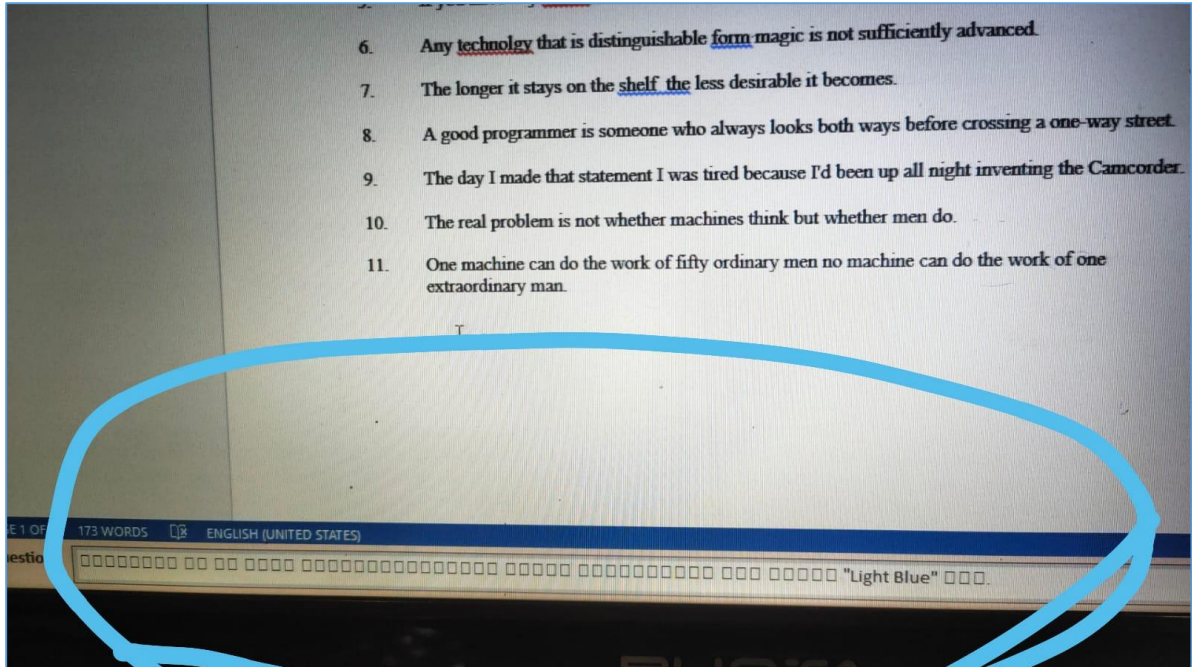 6. Any technolgy that is distinguishable form magic is not sufficiently advanced.
7. The longer it stays on the shelf the less desirable it becomes.
8. A good programmer is someone who always looks both ways before crossing a one-way street.
9. The day I made that statement I was tired because I'd been up all night inventing the Camcorder.
10. The real problem is not whether machines think but whether men do.
11. One machine can do the work of fifty ordinary men no machine can do the work of one
extraordinary man.
E 1 OF 173 WORDS ENGLISH (UNITED STATES)
estio □□□□□□□□ □□ □□ □□□□ □□□□□□□□□□□□□□□ □□□□□ □□□□□□□□□□ □□□ □□□□□ "Light Blue" □□□.